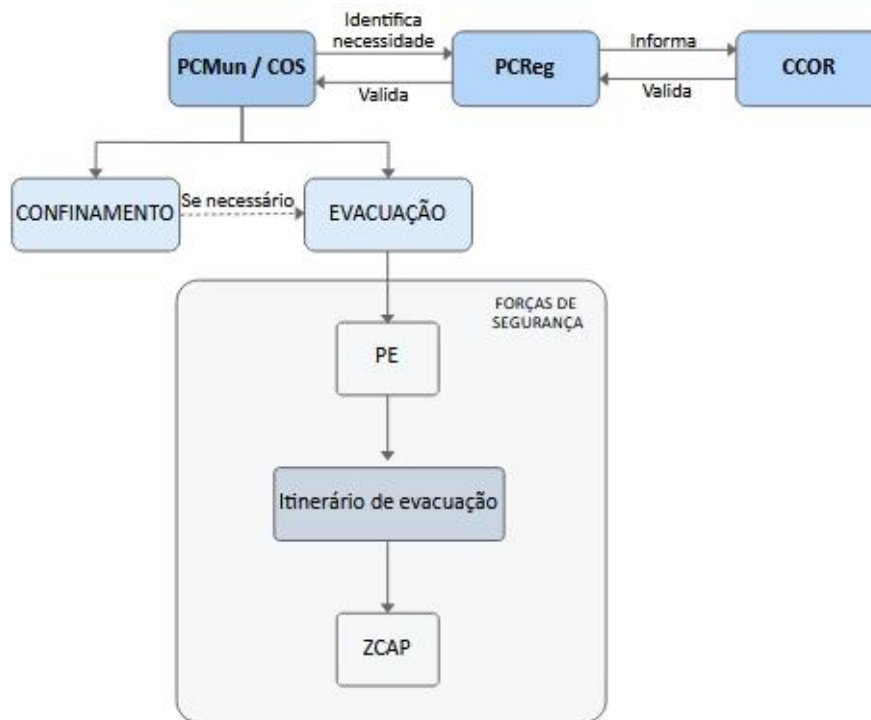 Identifica
necessidade
PCMun / COS
PCReg
Informa
CCOR
Valida
Valida
CONFINAMENTO
Se necessário
EVACUAÇÃO
FORÇAS DE
SEGURANÇA
PE
Itinerário de evacuação
ZCAP